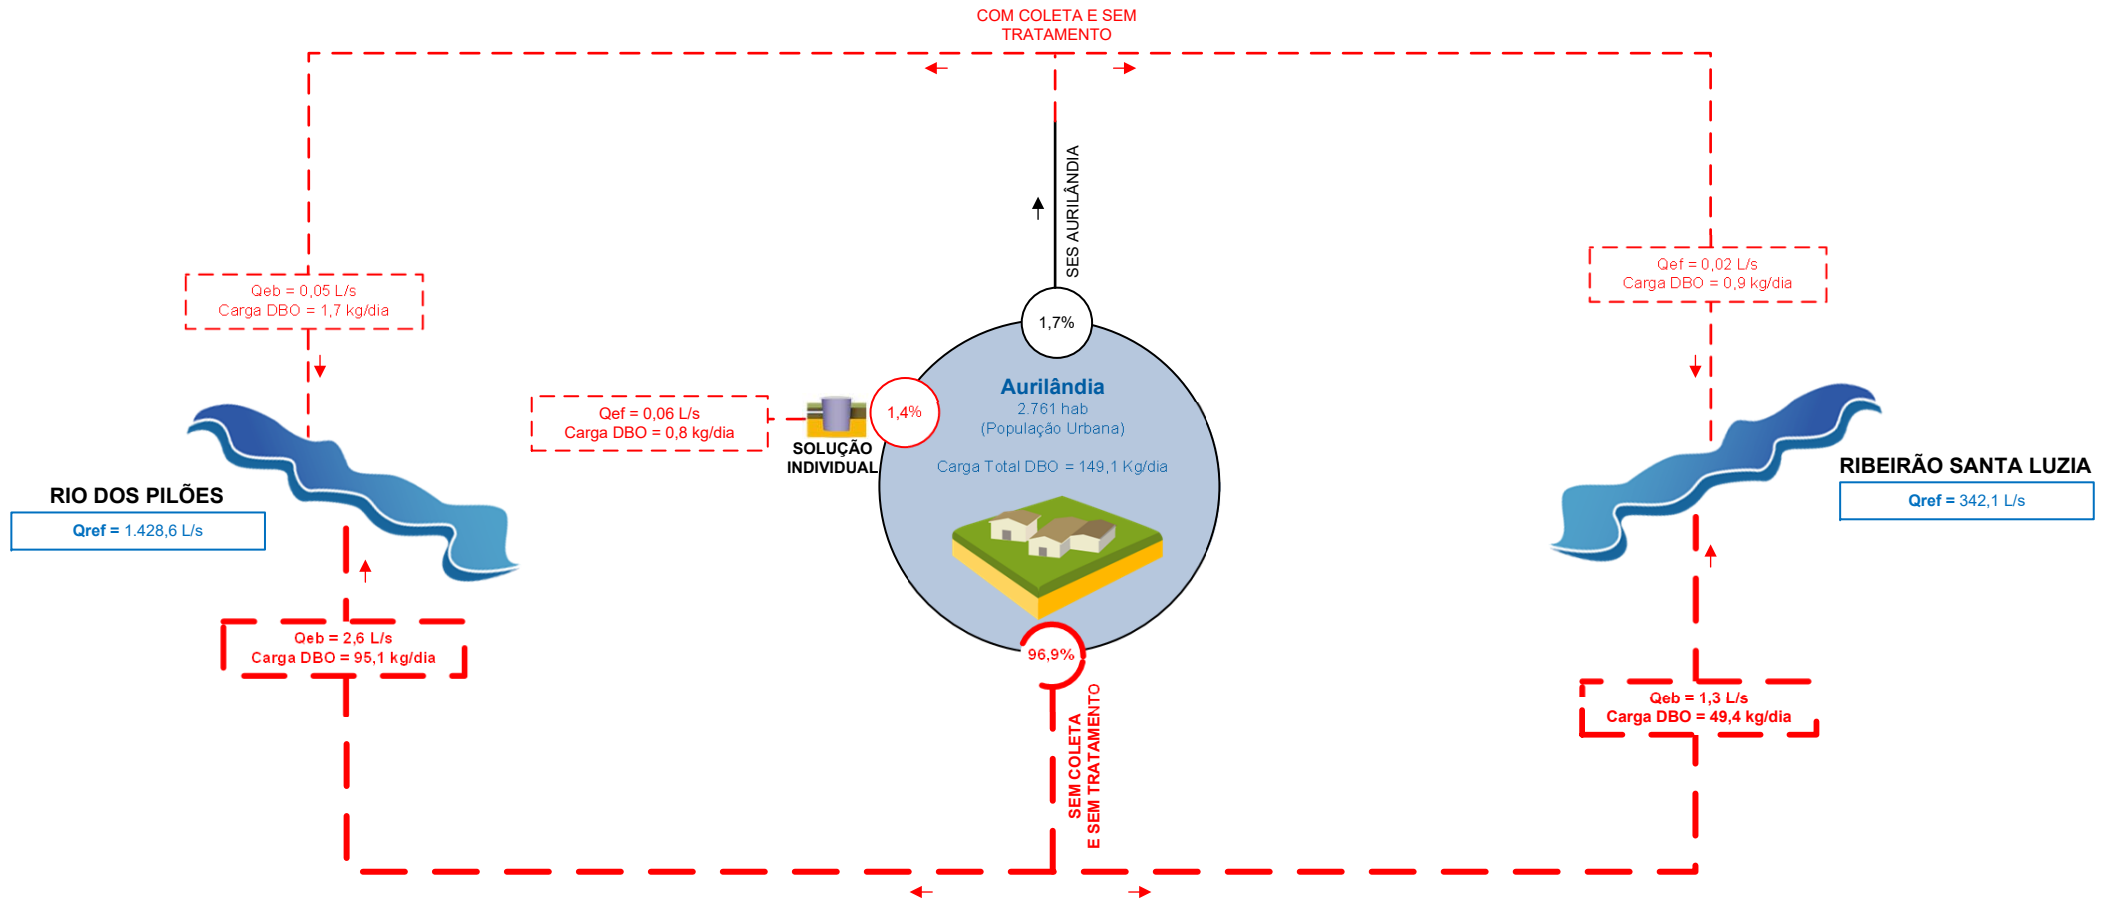 COM COLETA E SEM
TRATAMENTO
SES AURILÂNDIA
Qeb = 0,05 L/s
Carga DBO = 1,7 kg/dia
Qef = 0,02 L/s
Carga DBO = 0,9 kg/dia
1,7%
Aurilândia
2.761 hab
(População Urbana)
Carga Total DBO = 149,1 Kg/dia
1,4%
Qef = 0,06 L/s
Carga DBO = 0,8 kg/dia
SOLUÇÃO
INDIVIDUAL
RIO DOS PILÕES
Qref = 1.428,6 L/s
RIBEIRÃO SANTA LUZIA
Qref = 342,1 L/s
Qeb = 2,6 L/s
Carga DBO = 95,1 kg/dia
96,9%
SEM COLETA
E SEM TRATAMENTO
Qeb = 1,3 L/s
Carga DBO = 49,4 kg/dia